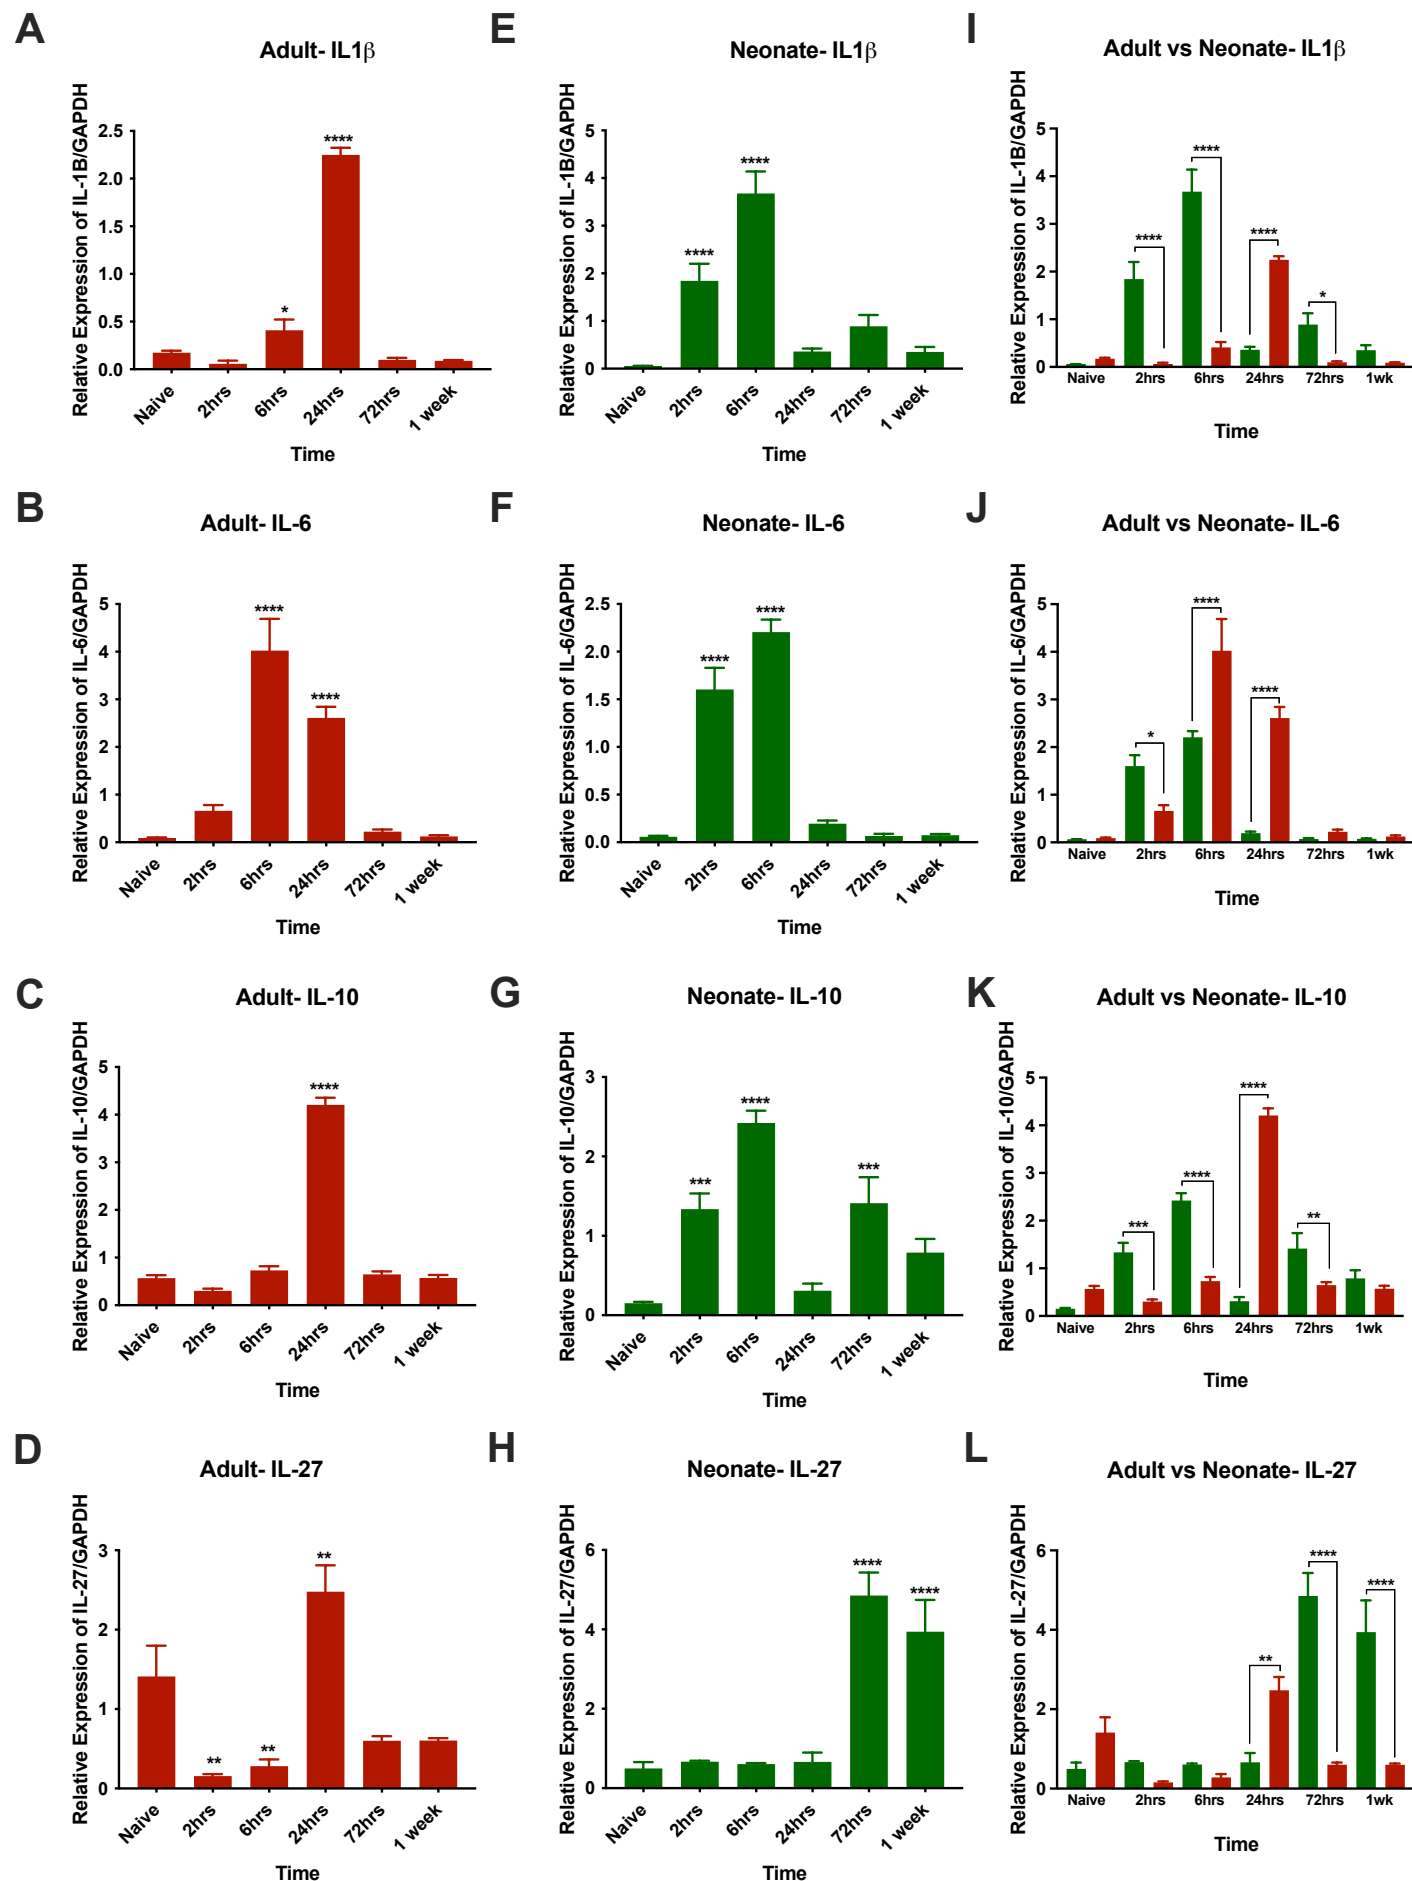 A
Adult- IL1β
Relative Expression of IL-1B/GAPDH
2.5
2.0
1.5
1.0
0.5
0.0
*
****
Naive
2hrs
6hrs
24hrs
72hrs
1 week
Time
E
Neonate- IL1β
Relative Expression of IL-1B/GAPDH
5
4
3
2
1
0
****
****
Naive
2hrs
6hrs
24hrs
72hrs
1 week
Time
I
Adult vs Neonate- IL1β
Relative Expression of IL-1B/GAPDH
5
4
3
2
1
0
****
****
****
*
Naive
2hrs
6hrs
24hrs
72hrs
1wk
Time
B
Adult- IL-6
Relative Expression of IL-6/GAPDH
5
4
3
2
1
0
****
****
Naive
2hrs
6hrs
24hrs
72hrs
1 week
Time
F
Neonate- IL-6
Relative Expression of IL-6/GAPDH
2.5
2.0
1.5
1.0
0.5
0.0
****
****
Naive
2hrs
6hrs
24hrs
72hrs
1 week
Time
J
Adult vs Neonate- IL-6
Relative Expression of IL-6/GAPDH
5
4
3
2
1
0
*
****
****
Naive
2hrs
6hrs
24hrs
72hrs
1wk
Time
C
Adult- IL-10
Relative Expression of IL-10/GAPDH
5
4
3
2
1
0
****
Naive
2hrs
6hrs
24hrs
72hrs
1 week
Time
G
Neonate- IL-10
Relative Expression of IL-10/GAPDH
3
2
1
0
***
****
***
Naive
2hrs
6hrs
24hrs
72hrs
1 week
Time
K
Adult vs Neonate- IL-10
Relative Expression of IL-10/GAPDH
5
4
3
2
1
0
***
****
****
**
Naive
2hrs
6hrs
24hrs
72hrs
1wk
Time
D
Adult- IL-27
Relative Expression of IL-27/GAPDH
3
2
1
0
**
**
**
Naive
2hrs
6hrs
24hrs
72hrs
1 week
Time
H
Neonate- IL-27
Relative Expression of IL-27/GAPDH
6
4
2
0
****
****
Naive
2hrs
6hrs
24hrs
72hrs
1 week
Time
L
Adult vs Neonate- IL-27
Relative Expression of IL-27/GAPDH
6
4
2
0
**
****
****
Naive
2hrs
6hrs
24hrs
72hrs
1wk
Time